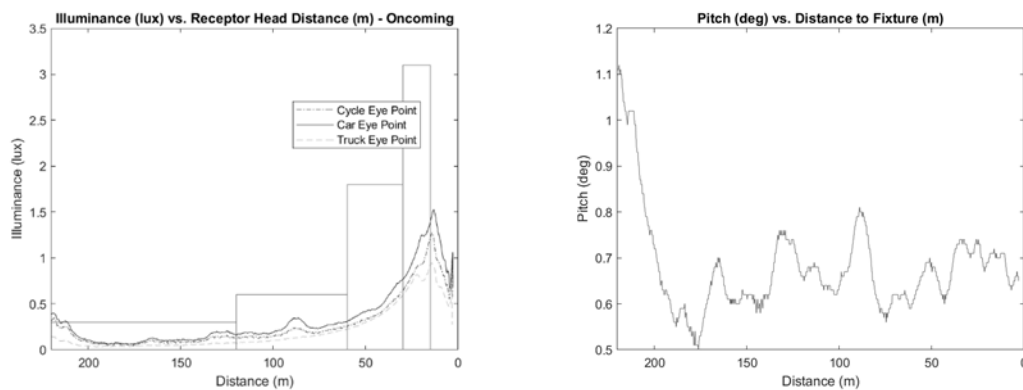 Illuminance (lux) vs. Receptor Head Distance (m) - Oncoming
3.5
3
2.5
2
1.5
1
0.5
0
Illuminance (lux)
Cycle Eye Point
Car Eye Point
Truck Eye Point
200
150
100
50
0
Distance (m)
Pitch (deg) vs. Distance to Fixture (m)
1.2
1.1
1
0.9
0.8
0.7
0.6
0.5
Pitch (deg)
200
150
100
50
0
Distance (m)